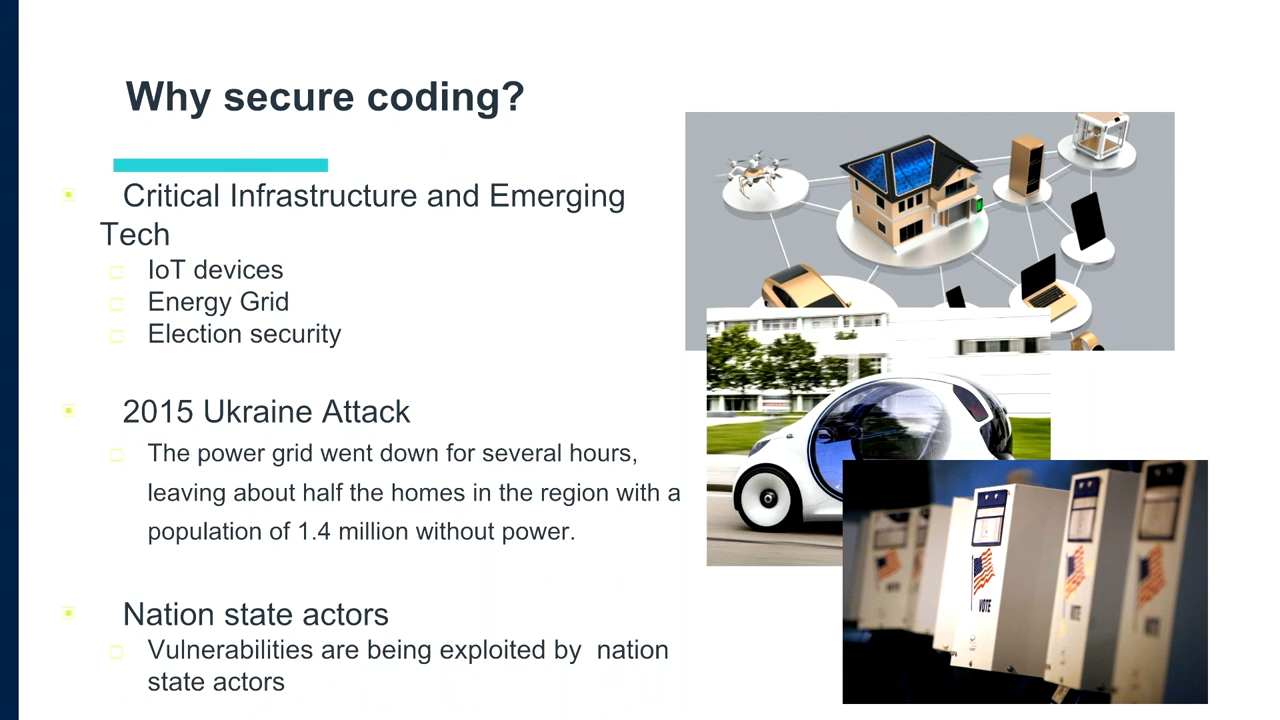 Why secure coding?
Critical Infrastructure and Emerging
Tech
IoT devices
Energy Grid
Election security
2015 Ukraine Attack
The power grid went down for several hours,
leaving about half the homes in the region with a
population of 1.4 million without power.
Nation state actors
Vulnerabilities are being exploited by nation
state actors
VOTE
VOTE